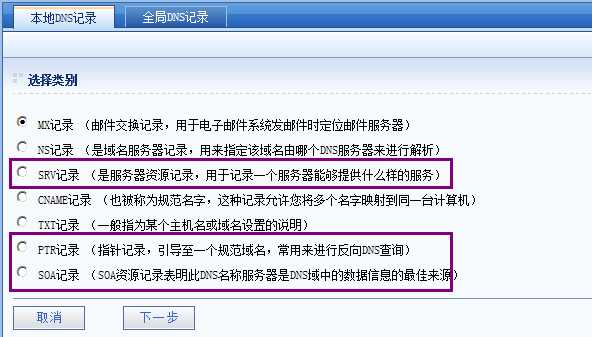 本地DNS记录 全局DNS记录
选择类别
MX记录 (邮件交换记录，用于电子邮件系统发邮件时定位邮件服务器)
NS记录 (是域名服务器记录，用来指定该域名由哪个DNS服务器来进行解析)
SRV记录 (是服务器资源记录，用于记录一个服务器能够提供什么样的服务)
CNAME记录 (也被称为规范名字，这种记录允许您将多个名字映射到同一台计算机)
TXT记录 (一般指为某个主机名或域名设置的说明)
PTR记录 (指针记录，引导至一个规范域名，常用来进行反向DNS查询)
SOA记录 (SOA资源记录表明此DNS名称服务器是DNS域中的数据信息的最佳来源)
取消 下一步